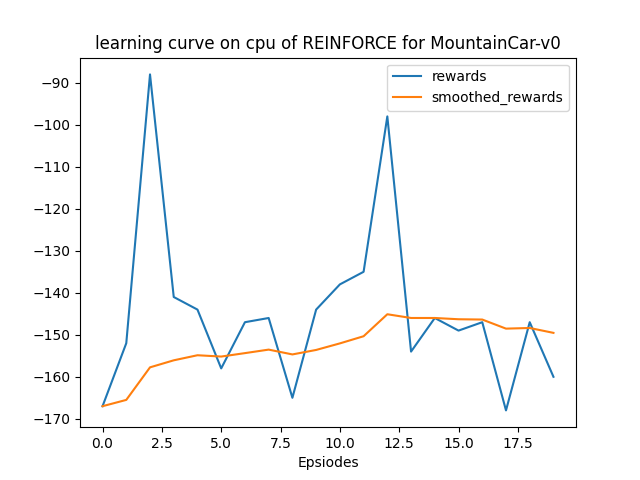 learning curve on cpu of REINFORCE for MountainCar-v0
rewards
smoothed_rewards
−90
−100
−110
−120
−130
−140
−150
−160
−170
0.0 2.5 5.0 7.5 10.0 12.5 15.0 17.5
Epsiodes